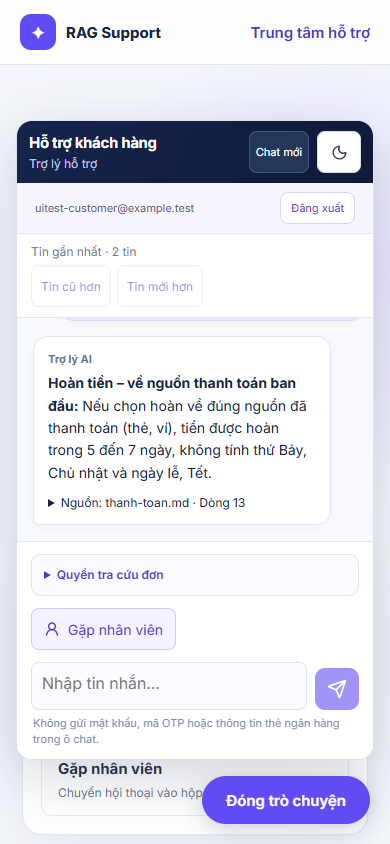 RAG Support
Trung tâm hỗ trợ
Hỗ trợ khách hàng
Trợ lý hỗ trợ
Chat mới
uitest-customer@example.test
Đăng xuất
Tin gần nhất · 2 tin
Tin cũ hơn
Tin mới hơn
Trợ lý AI
Hoàn tiền – về nguồn thanh toán ban
đầu: Nếu chọn hoàn về đúng nguồn đã
thanh toán (thẻ, ví), tiền được hoàn
trong 5 đến 7 ngày, không tính thứ Bảy,
Chủ nhật và ngày lễ, Tết.
Nguồn: thanh-toan.md · Dòng 13
Quyền tra cứu đơn
Gặp nhân viên
Nhập tin nhắn...
Không gửi mật khẩu, mã OTP hoặc thông tin thẻ ngân hàng
trong ô chat.
Gặp nhân viên
Chuyển hội thoại vào hộp
Đóng trò chuyện